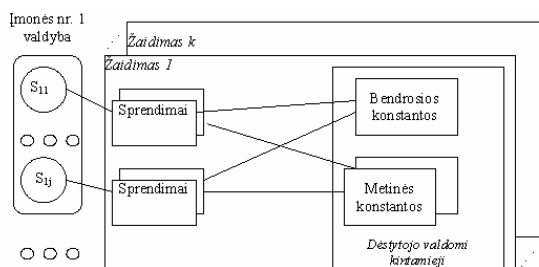 Įmonės nr. 1
valdyba
Žaidimas k
Žaidimas 1
S11
Sprendimai
Bendrosios
konstantos
S1j
Sprendimai
Metinės
konstantos
Dėstytojo valdomi
kintamieji